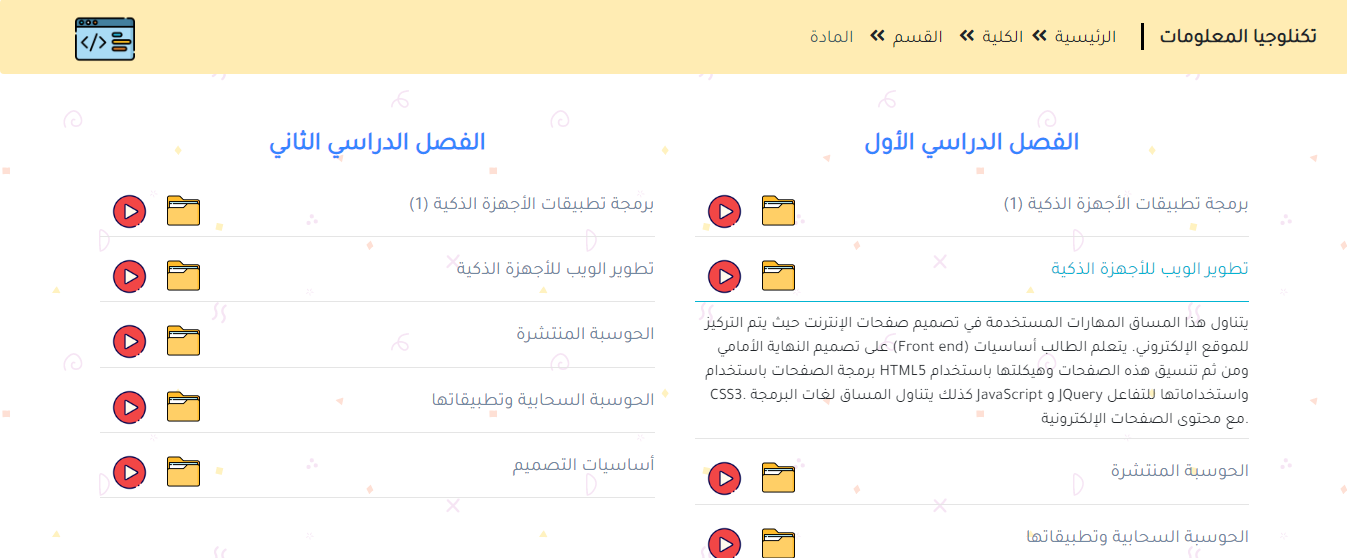 تكنلوجيا المعلومات
الرئيسية
الكلية
القسم
المادة
الفصل الدراسي الأول
برمجة تطبيقات الأجهزة الذكية (1)
تطوير الويب للأجهزة الذكية
يتناول هذا المساق المهارات المستخدمة في تصميم صفحات الإنترنت حيث يتم التركيز
للموقع الإلكتروني. يتعلم الطالب أساسيات (Front end) على تصميم النهاية الأمامي
ومن ثم تنسيق هذه الصفحات وهيكلتها باستخدام HTML5 برمجة الصفحات باستخدام
واستخداماتها للتفاعل JavaScript و JQuery كذلك يتناول المساق لغات البرمجة .CSS3
.مع محتوى الصفحات الإلكترونية
الحوسبة المنتشرة
الحوسبة السحابية وتطبيقاتها
الفصل الدراسي الثاني
برمجة تطبيقات الأجهزة الذكية (1)
تطوير الويب للأجهزة الذكية
الحوسبة المنتشرة
الحوسبة السحابية وتطبيقاتها
أساسيات التصميم